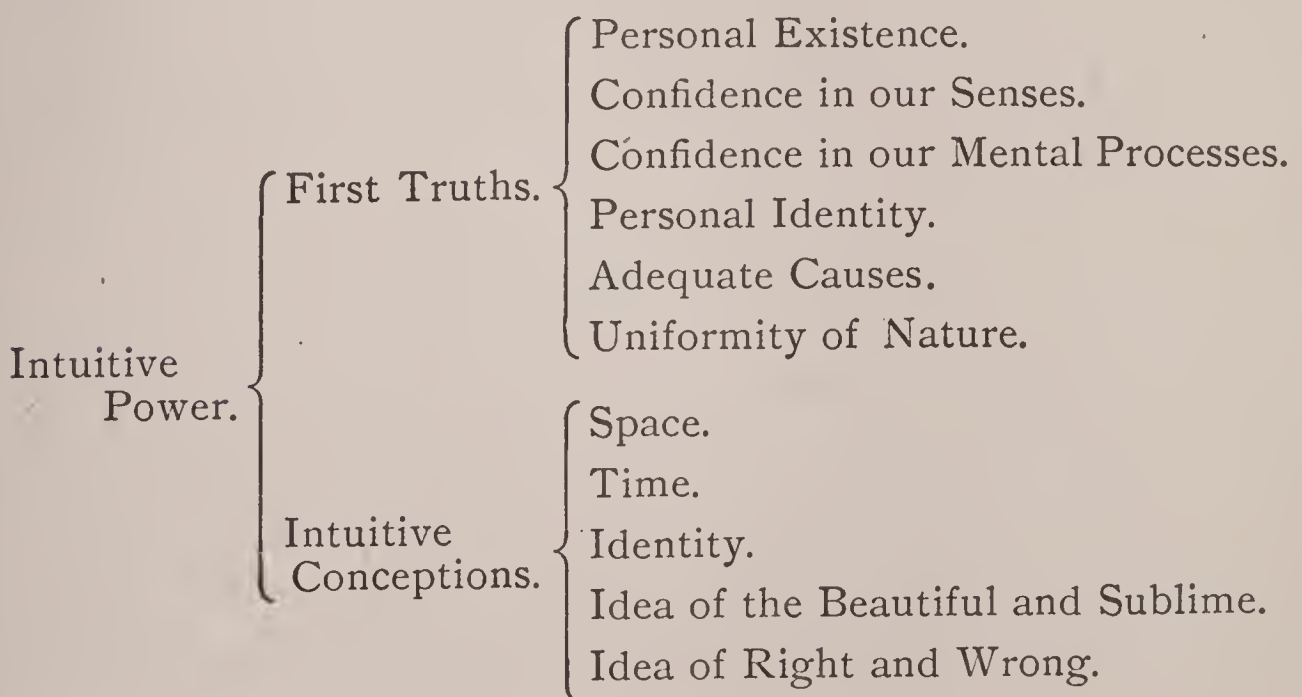 Intuitive
Power.
First Truths.
Personal Existence.
Confidence in our Senses.
Confidence in our Mental Processes.
Personal Identity.
Adequate Causes.
Uniformity of Nature.
Intuitive
Conceptions.
Space.
Time.
Identity.
Idea of the Beautiful and Sublime.
Idea of Right and Wrong.